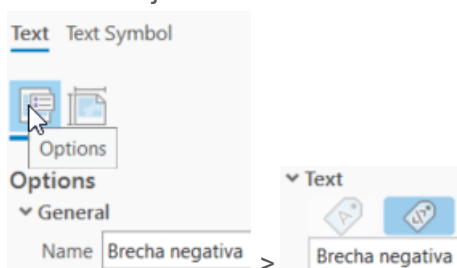 Text Text Symbol
Options
Options
General
Name Brecha negativa
>
Text
Brecha negativa